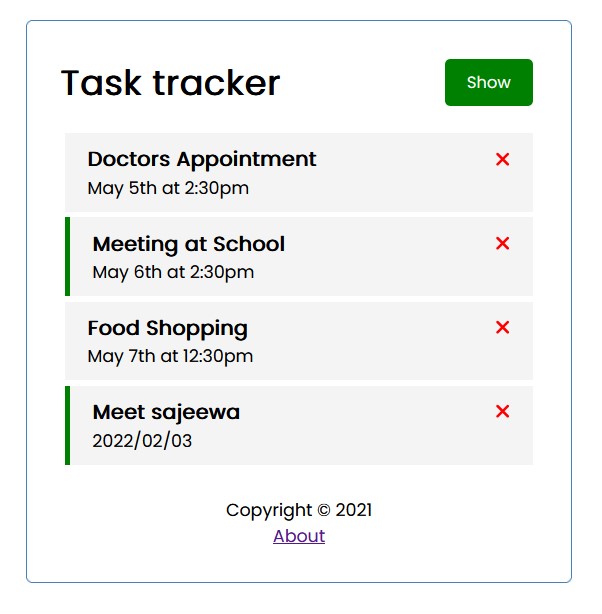 Task tracker
Show
Doctors Appointment
May 5th at 2:30pm
Meeting at School
May 6th at 2:30pm
Food Shopping
May 7th at 12:30pm
Meet sajeewa
2022/02/03
Copyright © 2021
About